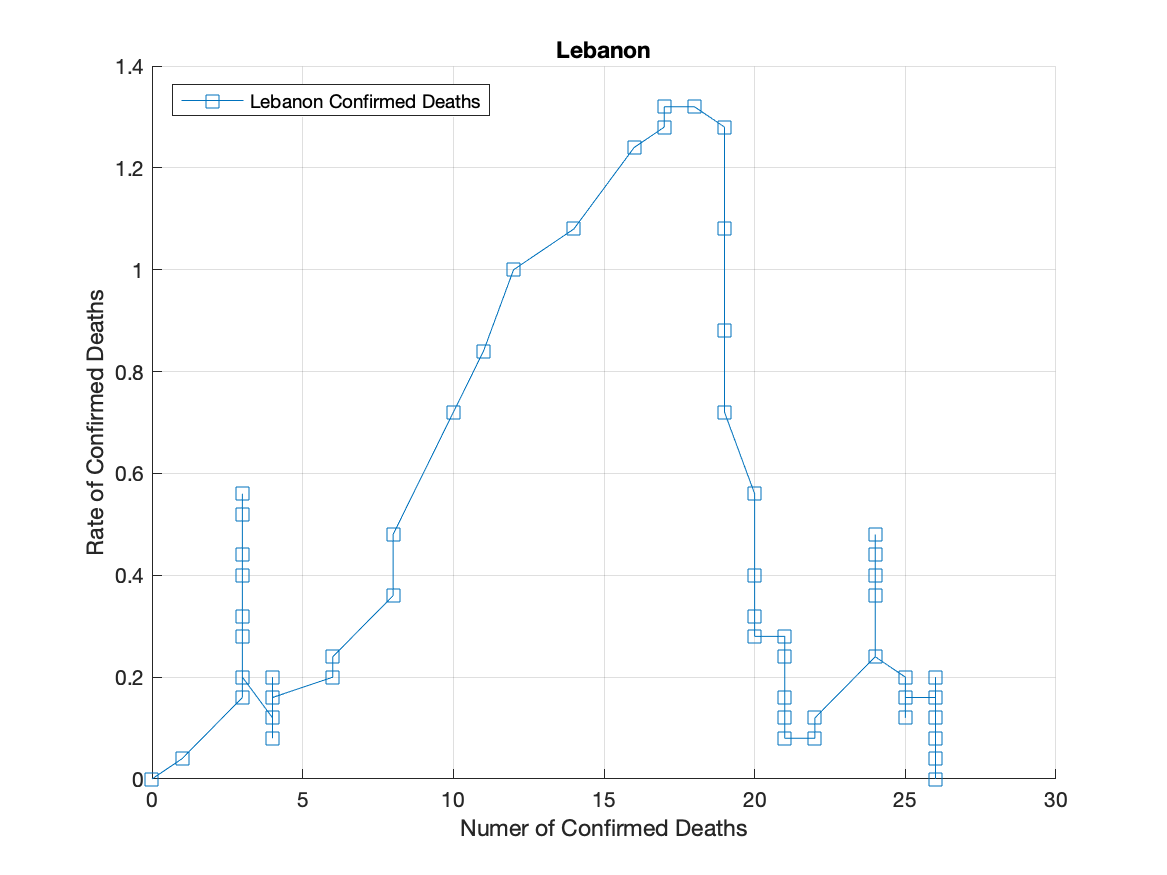 Lebanon
Lebanon Confirmed Deaths
1.4
1.2
1
0.8
0.6
0.4
0.2
0
Rate of Confirmed Deaths
0 5 10 15 20 25 30
Numer of Confirmed Deaths